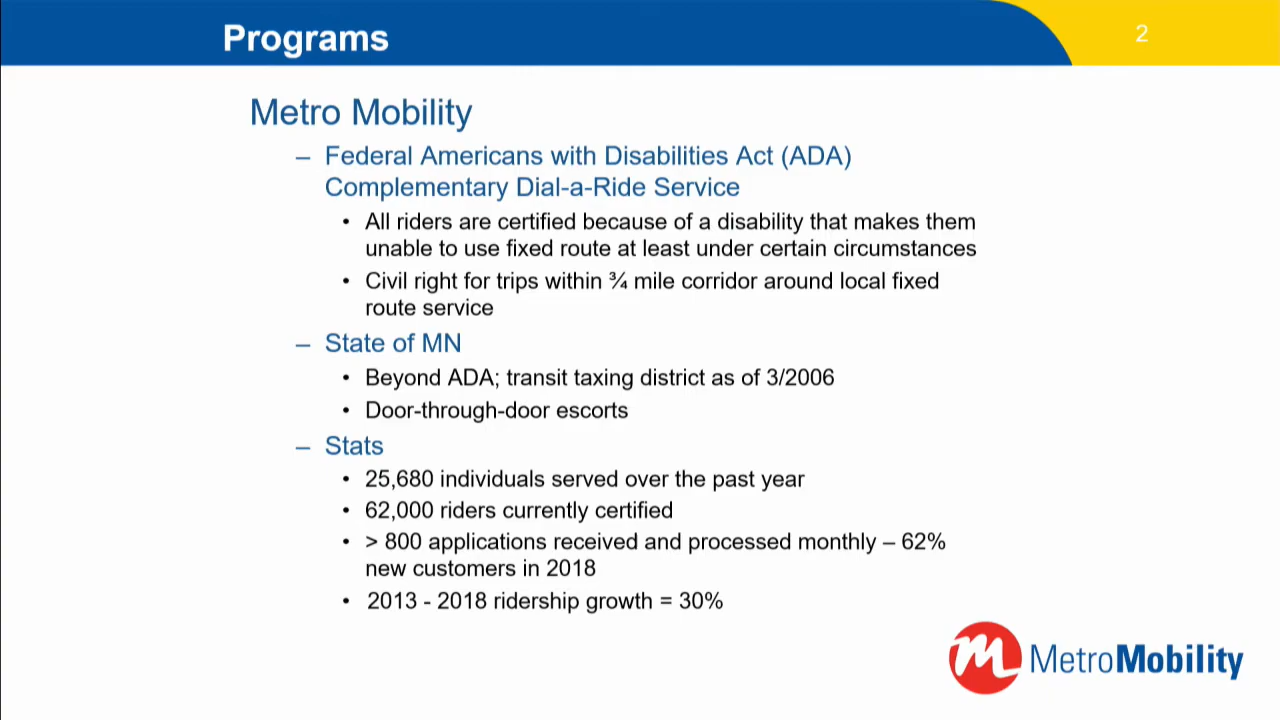 Programs
2
Metro Mobility
– Federal Americans with Disabilities Act (ADA)
Complementary Dial-a-Ride Service
• All riders are certified because of a disability that makes them
unable to use fixed route at least under certain circumstances
• Civil right for trips within ¾ mile corridor around local fixed
route service
– State of MN
• Beyond ADA; transit taxing district as of 3/2006
• Door-through-door escorts
– Stats
• 25,680 individuals served over the past year
• 62,000 riders currently certified
• > 800 applications received and processed monthly – 62%
new customers in 2018
• 2013 - 2018 ridership growth = 30%
m MetroMobility